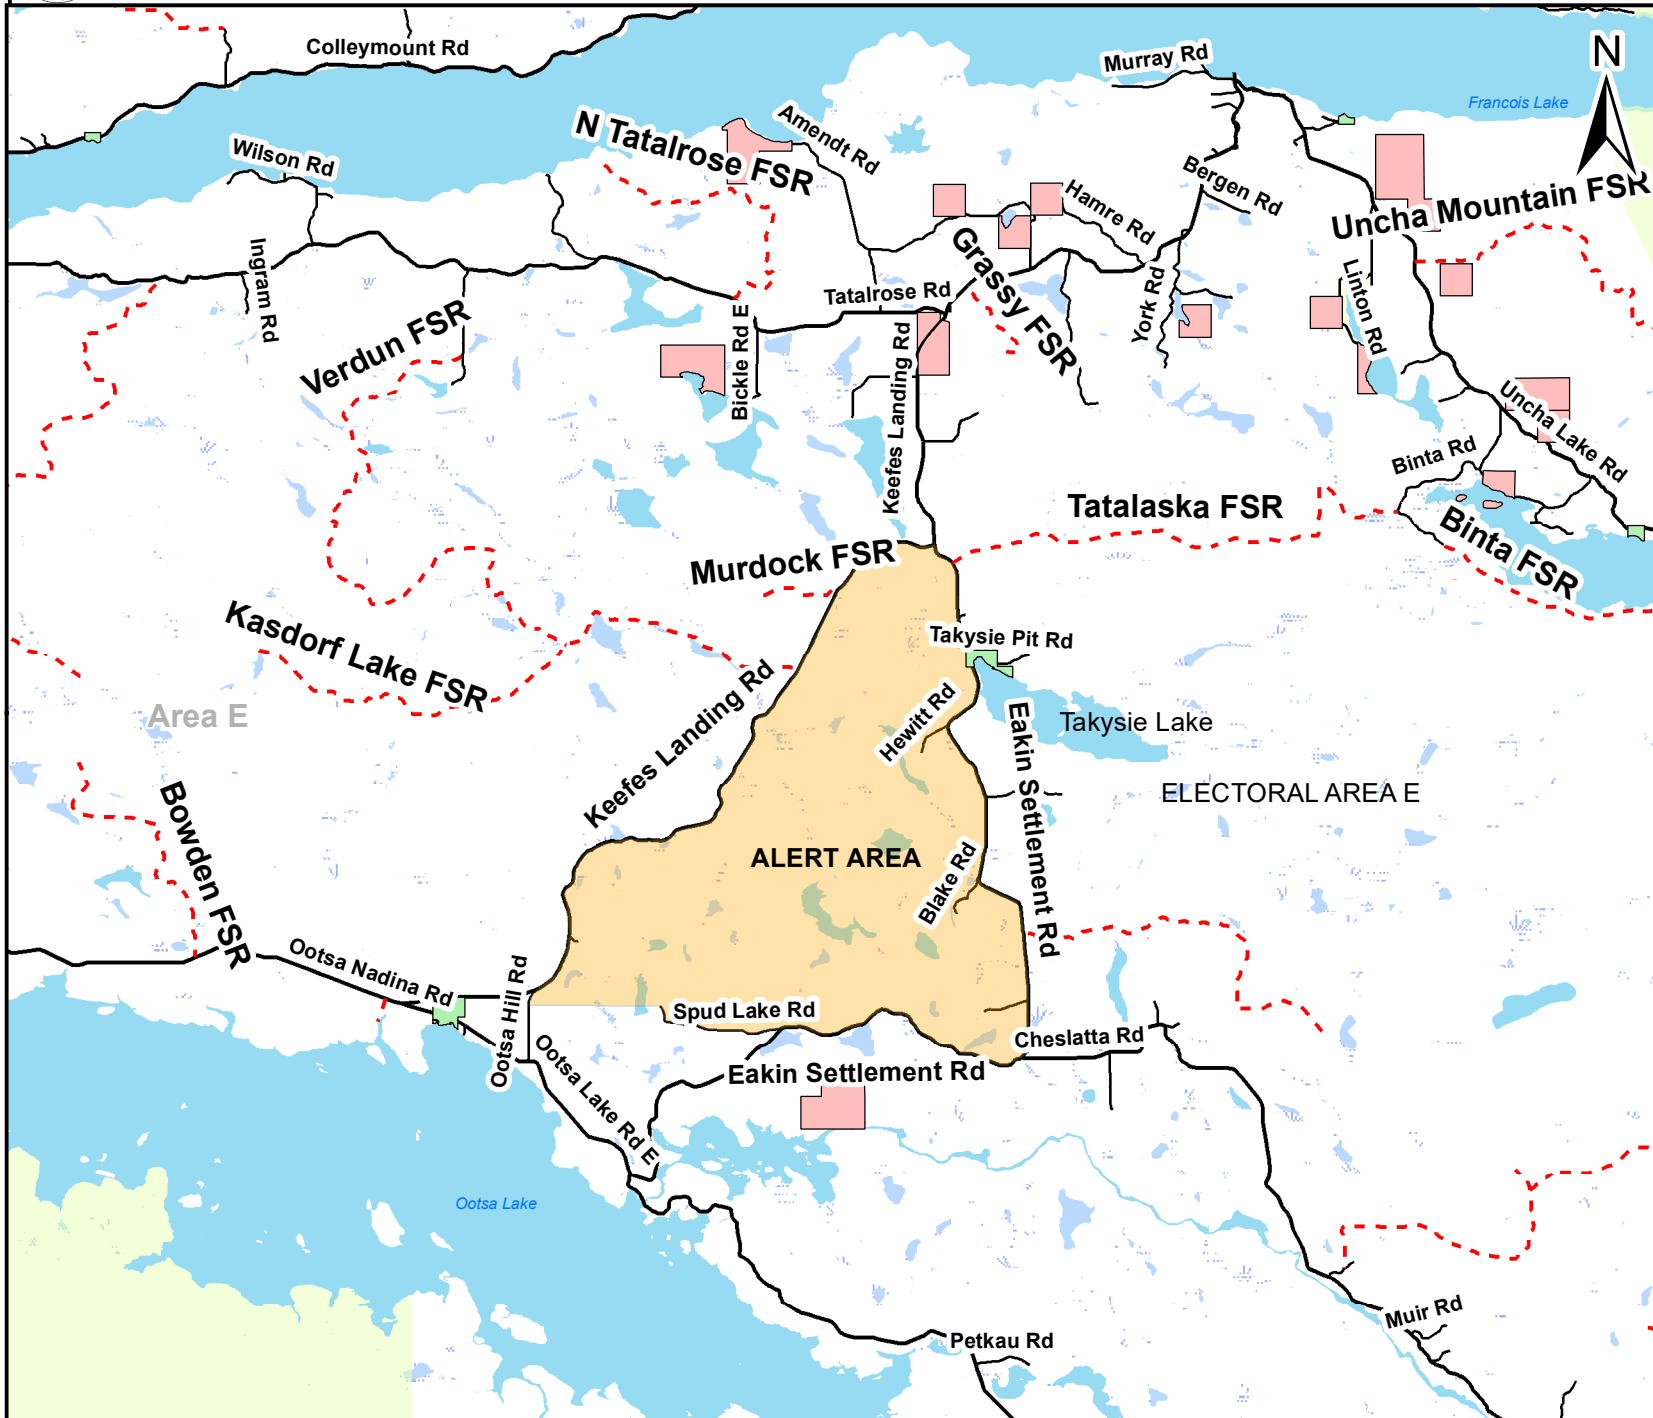 Colleymount Rd
Murray Rd
N
Francois Lake
N Tatalrose FSR
Amendt Rd
Wilson Rd
Bergen Rd
Hamre Rd
Uncha Mountain FSR
Ingram Rd
Grassy FSR
Linton Rd
York Rd
Tatalrose Rd
Verdun FSR
Bickle Rd E
Keefes Landing Rd
Uncha Lake Rd
Binta Rd
Tatalaska FSR
Binta FSR
Murdock FSR
Kasdorf Lake FSR
Takysie Pit Rd
Area E
Keefes Landing Rd
Hewitt Rd
Takysie Lake
Eakin Settlement Rd
ELECTORAL AREA E
Bowden FSR
ALERT AREA
Blake Rd
Ootsa Nadina Rd
Ootsa Hill Rd
Spud Lake Rd
Cheslatta Rd
Ootsa Lake Rd E
Eakin Settlement Rd
Ootsa Lake
Muir Rd
Petkau Rd